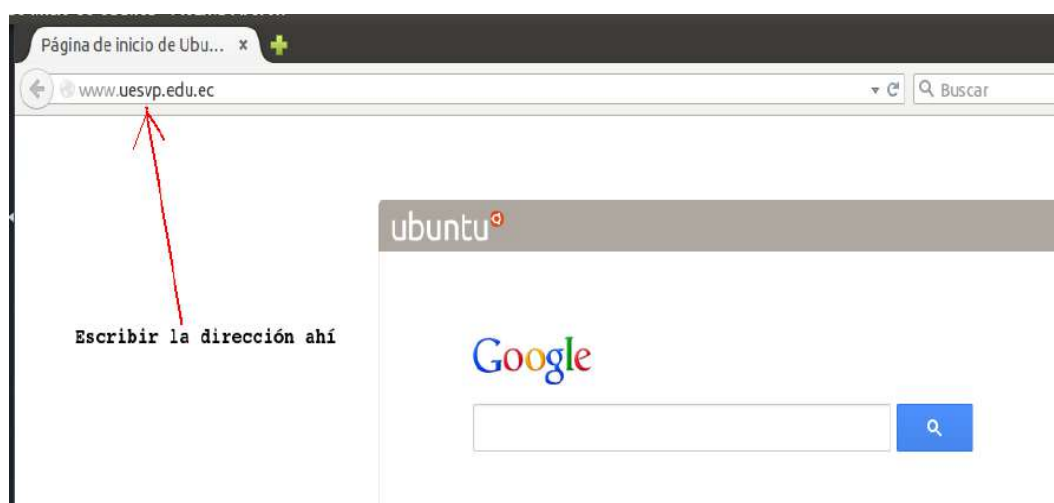 Página de inicio de Ubu...
www.uesvp.edu.ec
Buscar
ubuntu
Escribir la dirección ahí
Google